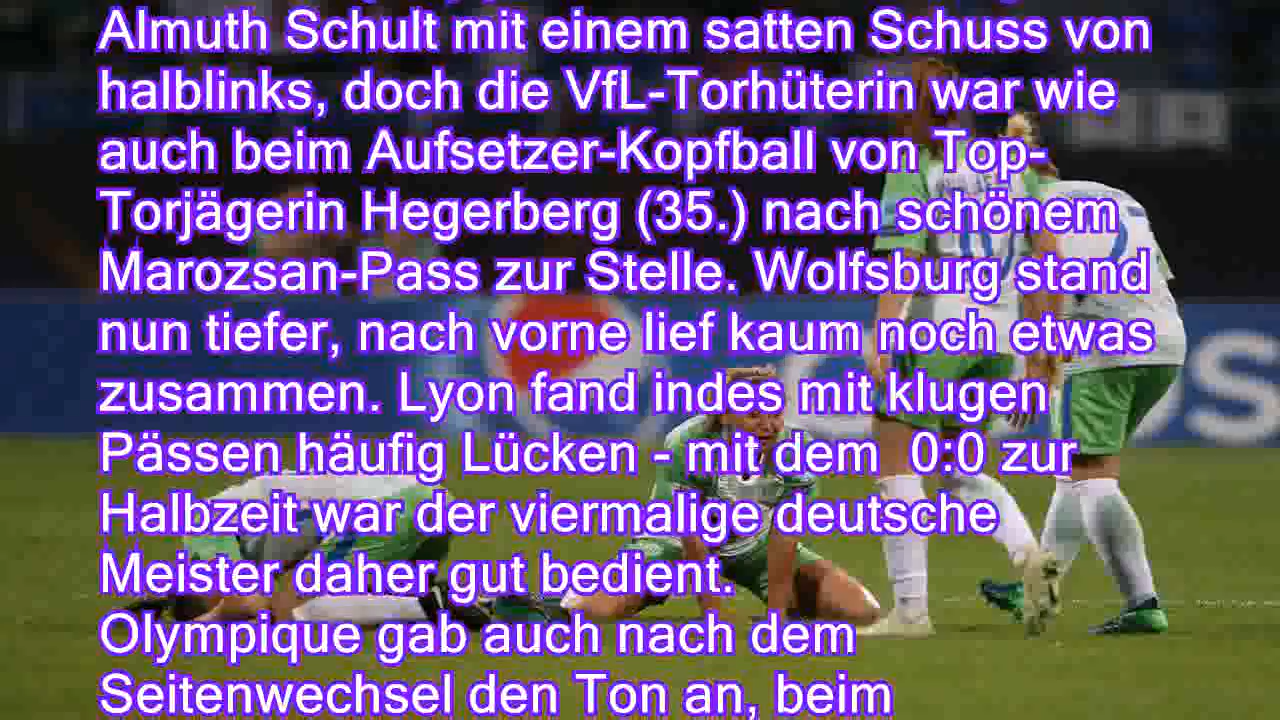 Almuth Schult mit einem satten Schuss von
halblinks, doch die VfL-Torhüterin war wie
auch beim Aufsetzer-Kopfball von Top-
Torjägerin Hegerberg (35.) nach schönem
Marozsan-Pass zur Stelle. Wolfsburg stand
nun tiefer, nach vorne lief kaum noch etwas
zusammen. Lyon fand indes mit klugen
Pässen häufig Lücken - mit dem  0:0 zur
Halbzeit war der viermalige deutsche
Meister daher gut bedient.
Olympique gab auch nach dem
Seitenwechsel den Ton an, beim